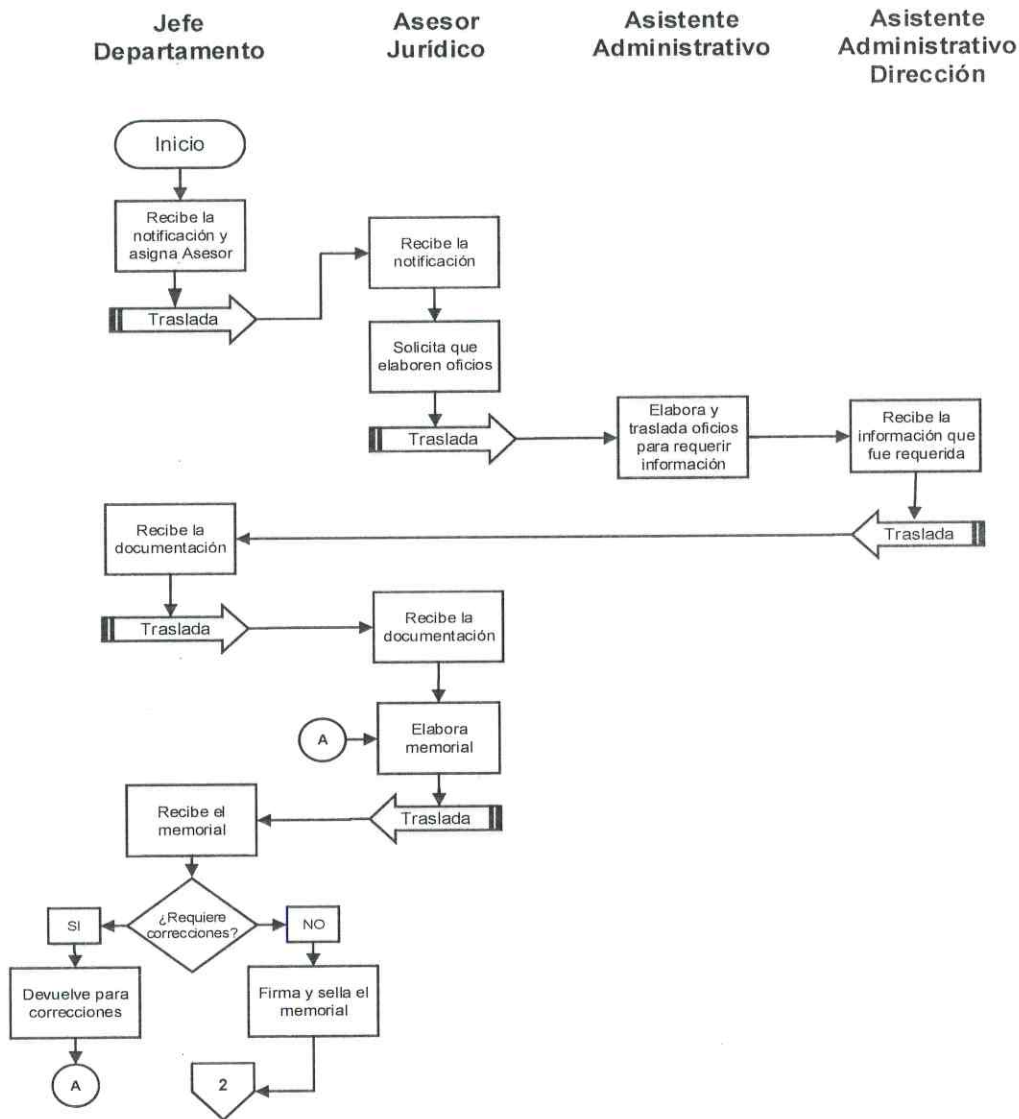 Jefe
Departamento
Asesor
Jurídico
Asistente
Administrativo
Asistente
Administrativo
Dirección
Inicio
Recibe la
notificación y
asigna Asesor
Traslada
Recibe la
notificación
Solicita que
elaboren oficios
Traslada
Elabora y
traslada oficios
para requerir
información
Recibe la
información que
fue requerida
Traslada
Recibe la
documentación
Traslada
Recibe la
documentación
A
Elabora
memorial
Traslada
Recibe el
memorial
¿Requiere
correcciones?
SI
NO
Devuelve para
correcciones
Firma y sella el
memorial
A
2